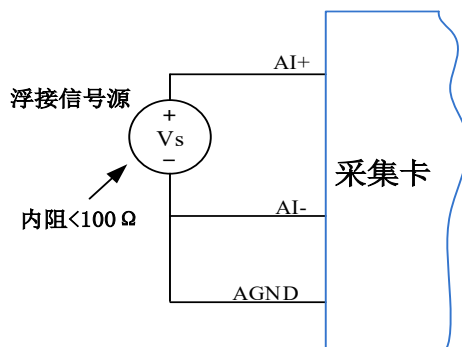 AI+
浮接信号源
+
Vs
−
采集卡
内阻<100Ω
AI-
AGND